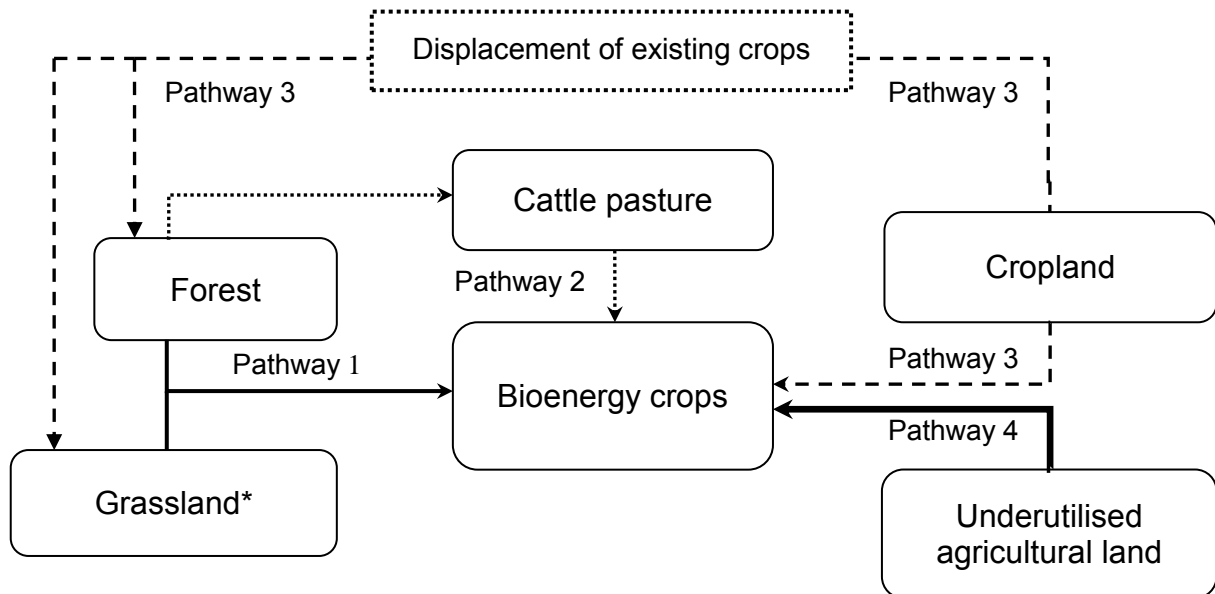 Displacement of existing crops
Pathway 3
Pathway 3
Cattle pasture
Cropland
Forest
Pathway 2
Pathway 1
Pathway 3
Bioenergy crops
Pathway 4
Grassland*
Underutilised
agricultural land